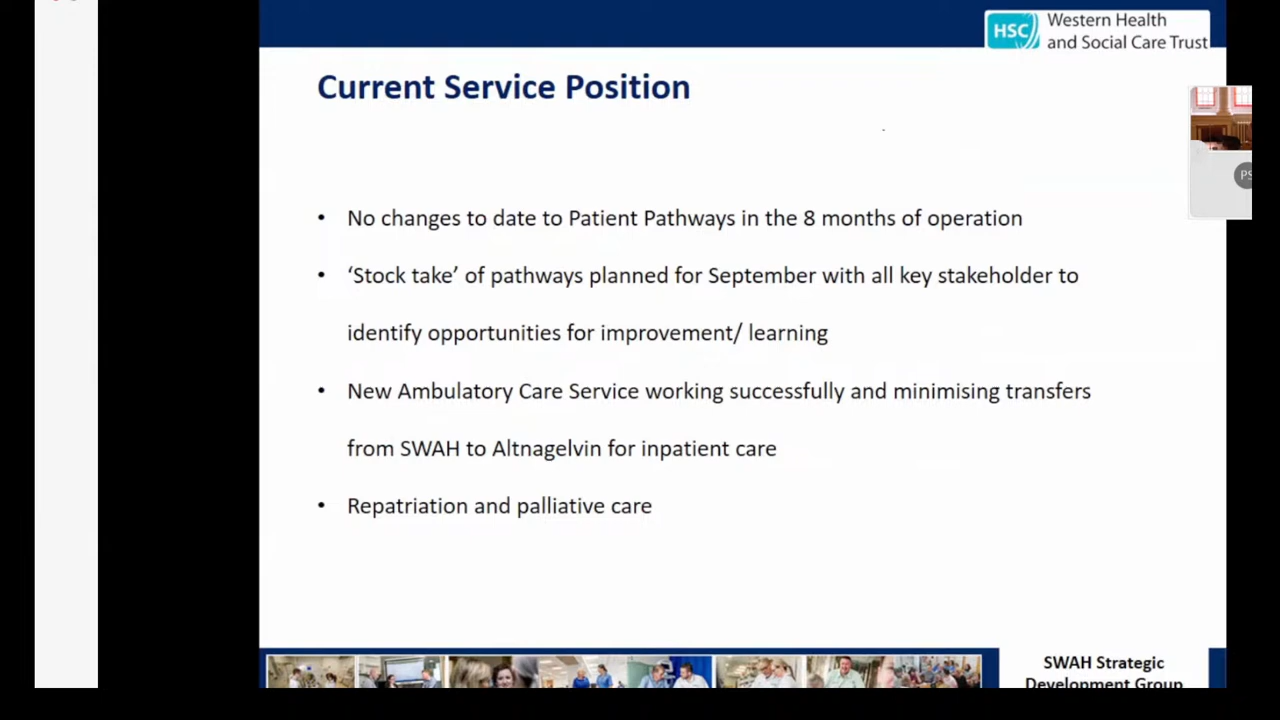 HSC
Western Health
and Social Care Trust
Current Service Position
PS
• No changes to date to Patient Pathways in the 8 months of operation
• ‘Stock take’ of pathways planned for September with all key stakeholder to
identify opportunities for improvement/ learning
• New Ambulatory Care Service working successfully and minimising transfers
from SWAH to Altnagelvin for inpatient care
• Repatriation and palliative care
SWAH Strategic
Development Group